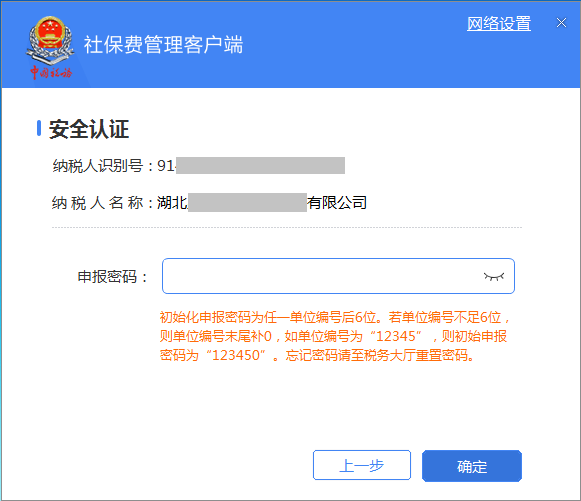 网络设置
社保费管理客户端
中国税务
安全认证
纳税人识别号：91
纳税人名称：湖北 有限公司
申报密码：
初始化申报密码为任一单位编号后6位。若单位编号不足6位，
则单位编号末尾补0，如单位编号为“12345”，则初始申报
密码为“123450”。忘记密码请至税务大厅重置密码。
上一步
确定